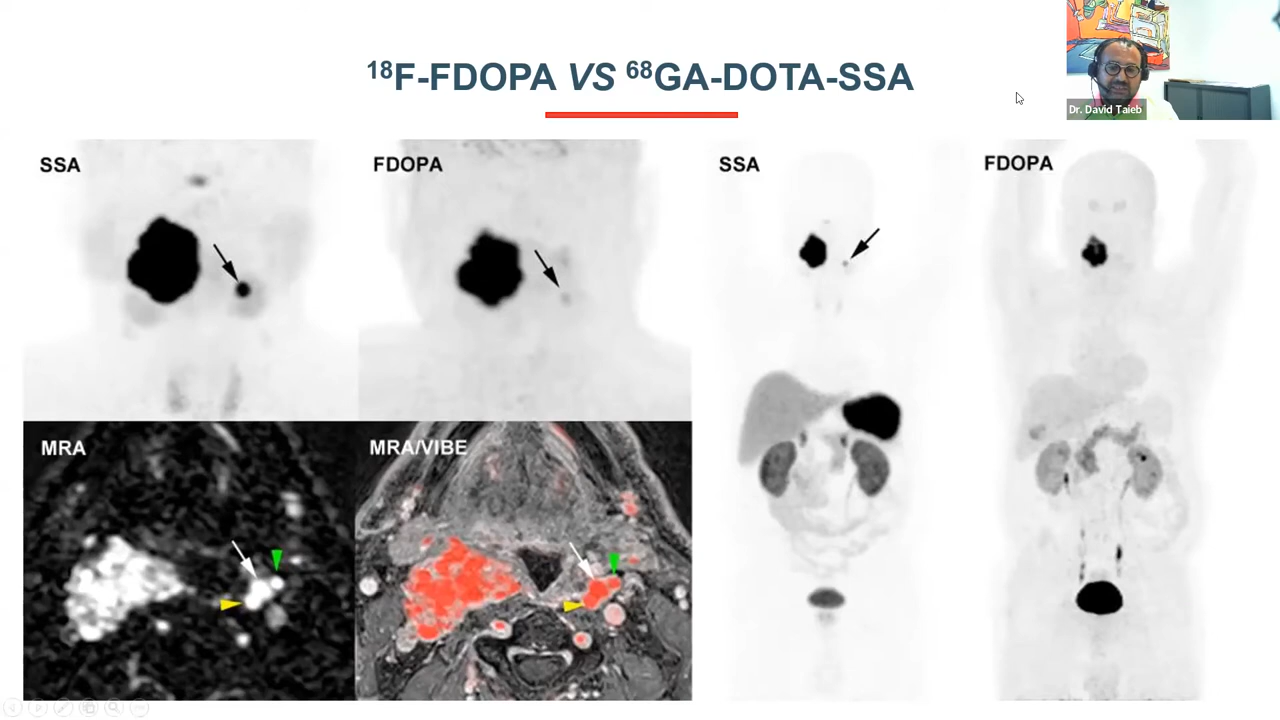 18F-FDOPA VS 68GA-DOTA-SSA
Dr. David Taieb
SSA
FDOPA
SSA
FDOPA
MRA
MRA/VIBE